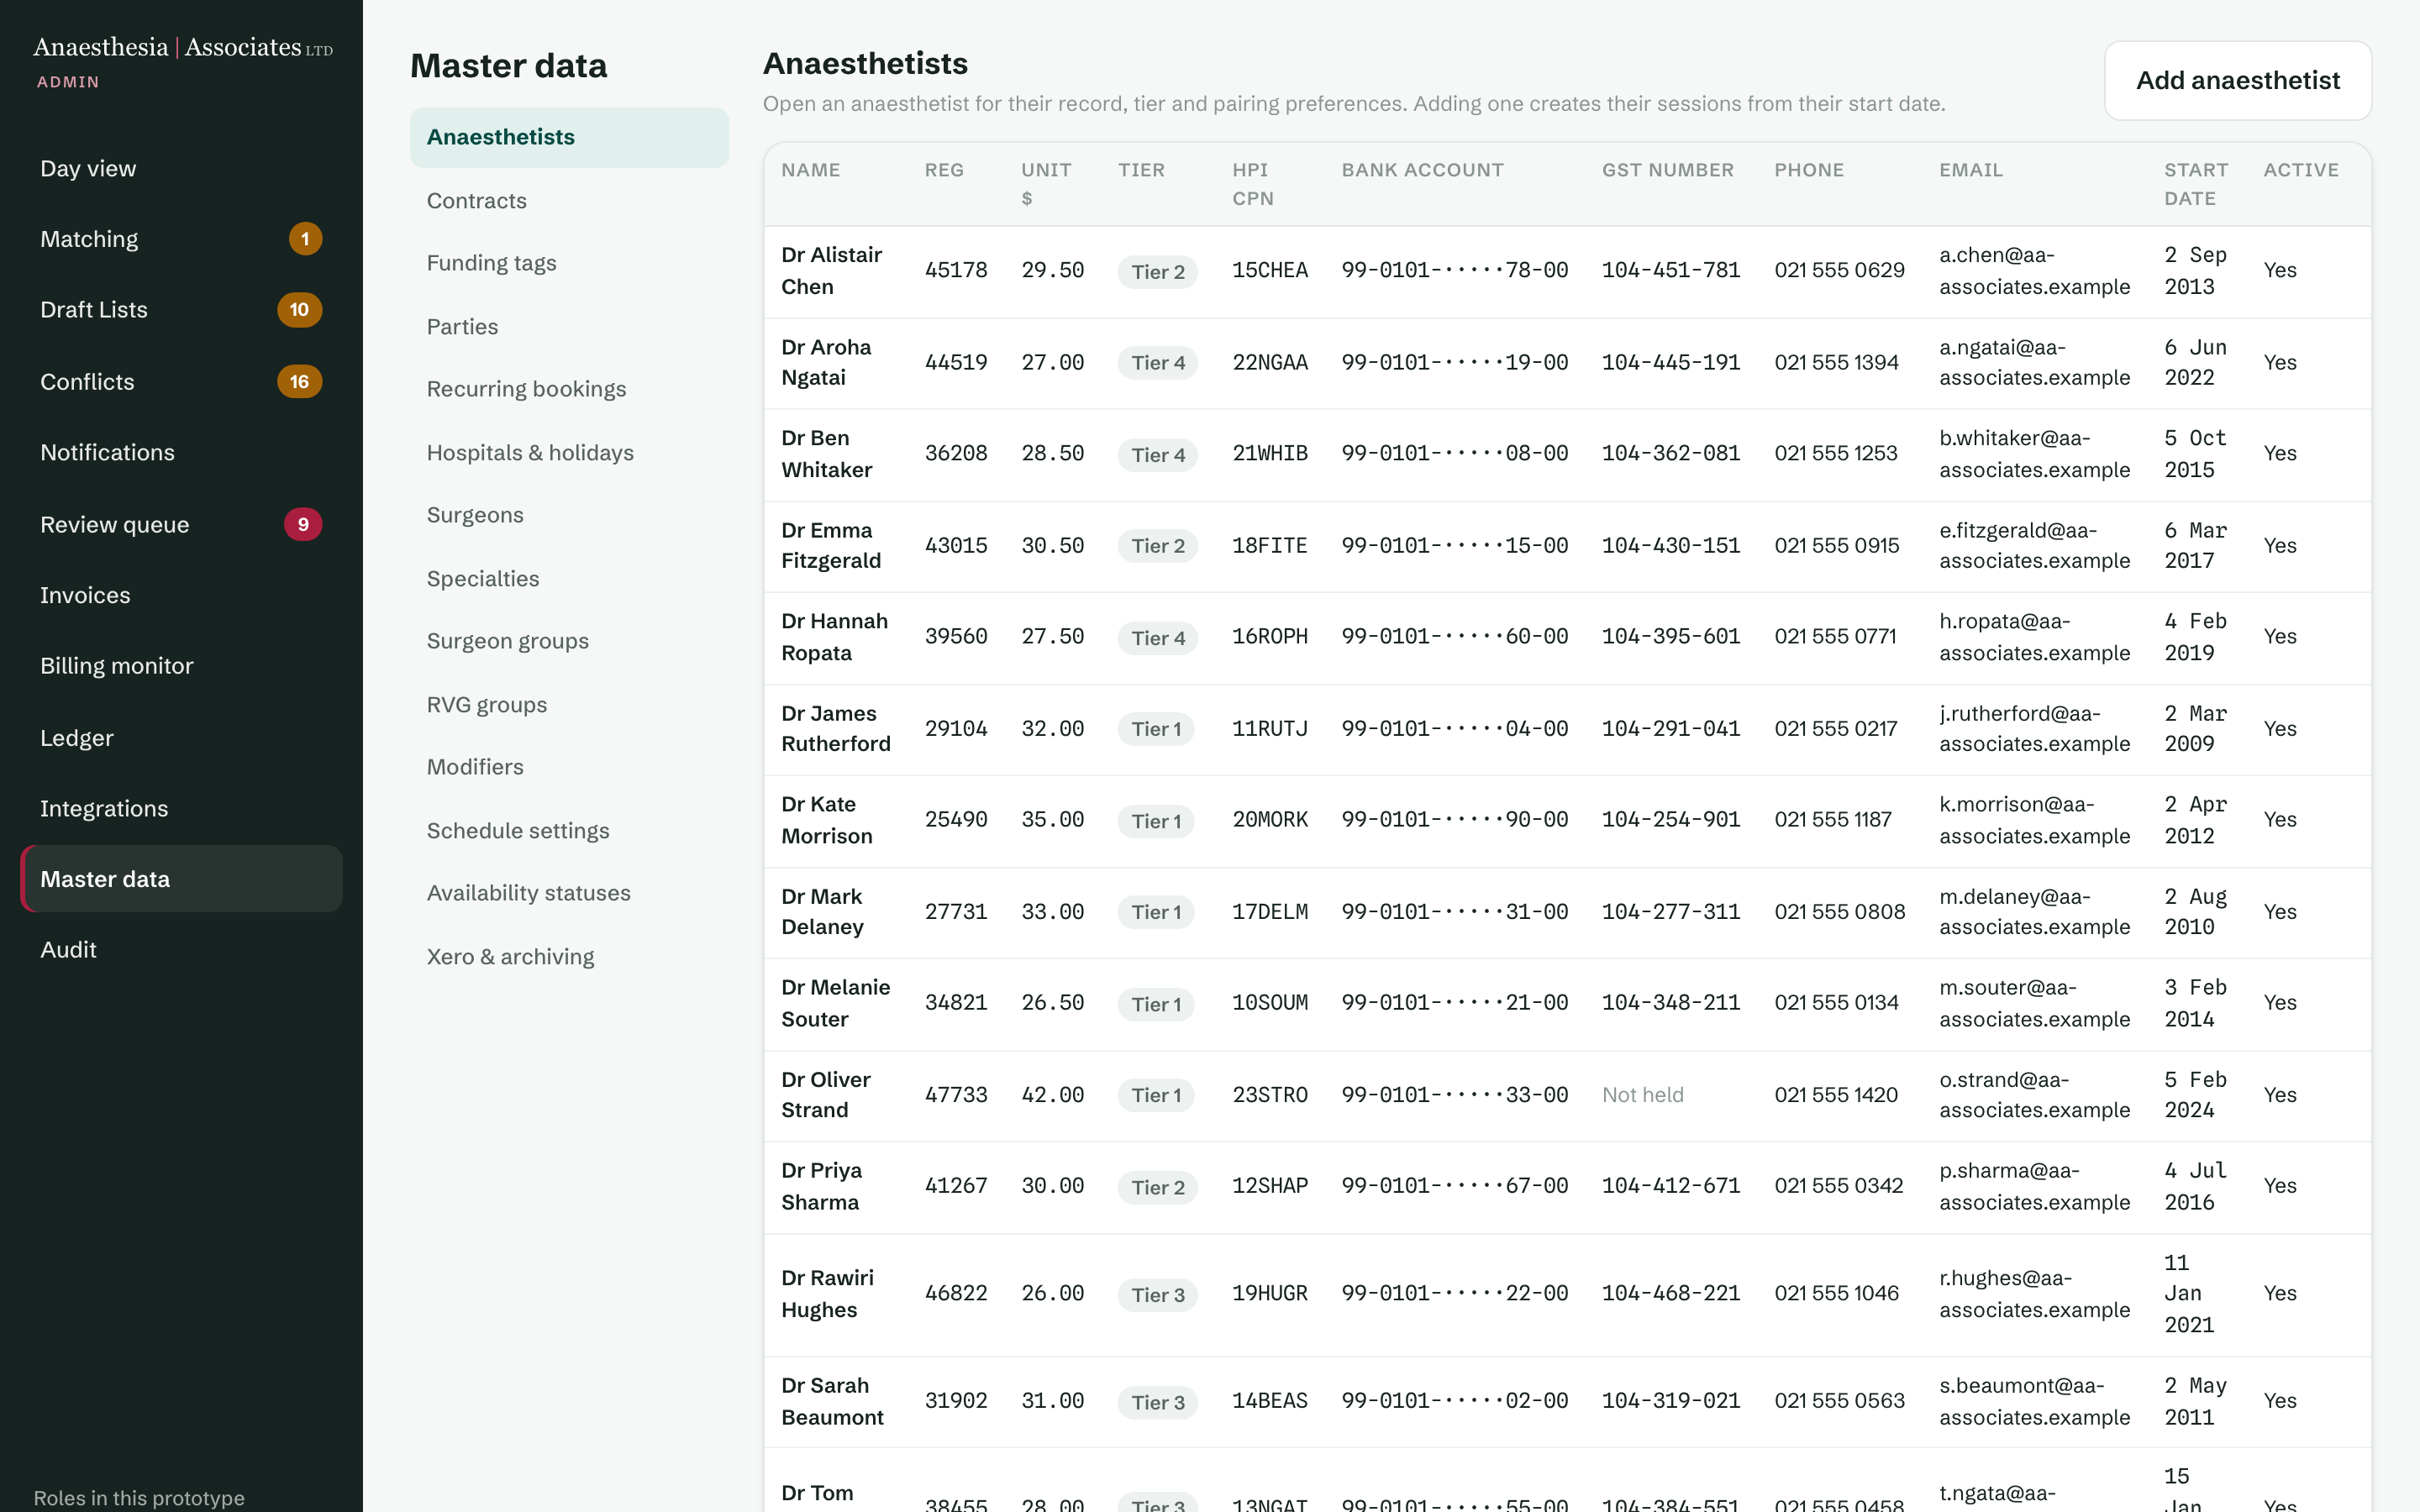 Anaesthesia | Associates LTD
ADMIN
Day view
Matching 1
Draft Lists 10
Conflicts 16
Notifications
Review queue 9
Invoices
Billing monitor
Ledger
Integrations
Master data
Audit
Roles in this prototype
Master data
Anaesthetists
Contracts
Funding tags
Parties
Recurring bookings
Hospitals & holidays
Surgeons
Specialties
Surgeon groups
RVG groups
Modifiers
Schedule settings
Availability statuses
Xero & archiving
Anaesthetists
Open an anaesthetist for their record, tier and pairing preferences. Adding one creates their sessions from their start date.
Add anaesthetist
NAME REG UNIT $ TIER HPI CPN BANK ACCOUNT GST NUMBER PHONE EMAIL START DATE ACTIVE
Dr Alistair Chen 45178 29.50 Tier 2 15CHEA 99-0101-•••••78-00 104-451-781 021 555 0629 a.chen@aa-associates.example 2 Sep 2013 Yes
Dr Aroha Ngatai 44519 27.00 Tier 4 22NGAA 99-0101-•••••19-00 104-445-191 021 555 1394 a.ngatai@aa-associates.example 6 Jun 2022 Yes
Dr Ben Whitaker 36208 28.50 Tier 4 21WHIB 99-0101-•••••08-00 104-362-081 021 555 1253 b.whitaker@aa-associates.example 5 Oct 2015 Yes
Dr Emma Fitzgerald 43015 30.50 Tier 2 18FITE 99-0101-•••••15-00 104-430-151 021 555 0915 e.fitzgerald@aa-associates.example 6 Mar 2017 Yes
Dr Hannah Ropata 39560 27.50 Tier 4 16ROPH 99-0101-•••••60-00 104-395-601 021 555 0771 h.ropata@aa-associates.example 4 Feb 2019 Yes
Dr James Rutherford 29104 32.00 Tier 1 11RUTJ 99-0101-•••••04-00 104-291-041 021 555 0217 j.rutherford@aa-associates.example 2 Mar 2009 Yes
Dr Kate Morrison 25490 35.00 Tier 1 20MORK 99-0101-•••••90-00 104-254-901 021 555 1187 k.morrison@aa-associates.example 2 Apr 2012 Yes
Dr Mark Delaney 27731 33.00 Tier 1 17DELM 99-0101-•••••31-00 104-277-311 021 555 0808 m.delaney@aa-associates.example 2 Aug 2010 Yes
Dr Melanie Souter 34821 26.50 Tier 1 10SOUM 99-0101-•••••21-00 104-348-211 021 555 0134 m.souter@aa-associates.example 3 Feb 2014 Yes
Dr Oliver Strand 47733 42.00 Tier 1 23STRO 99-0101-•••••33-00 Not held 021 555 1420 o.strand@aa-associates.example 5 Feb 2024 Yes
Dr Priya Sharma 41267 30.00 Tier 2 12SHAP 99-0101-•••••67-00 104-412-671 021 555 0342 p.sharma@aa-associates.example 4 Jul 2016 Yes
Dr Rawiri Hughes 46822 26.00 Tier 3 19HUGR 99-0101-•••••22-00 104-468-221 021 555 1046 r.hughes@aa-associates.example 11 Jan 2021 Yes
Dr Sarah Beaumont 31902 31.00 Tier 3 14BEAS 99-0101-•••••02-00 104-319-021 021 555 0563 s.beaumont@aa-associates.example 2 May 2011 Yes
Dr Tom 38455 28.00 Tier 3 13NGAT 99-0101-•••••55-00 104-384-551 021 555 0458 t.ngata@aa- 15 Jan Yes